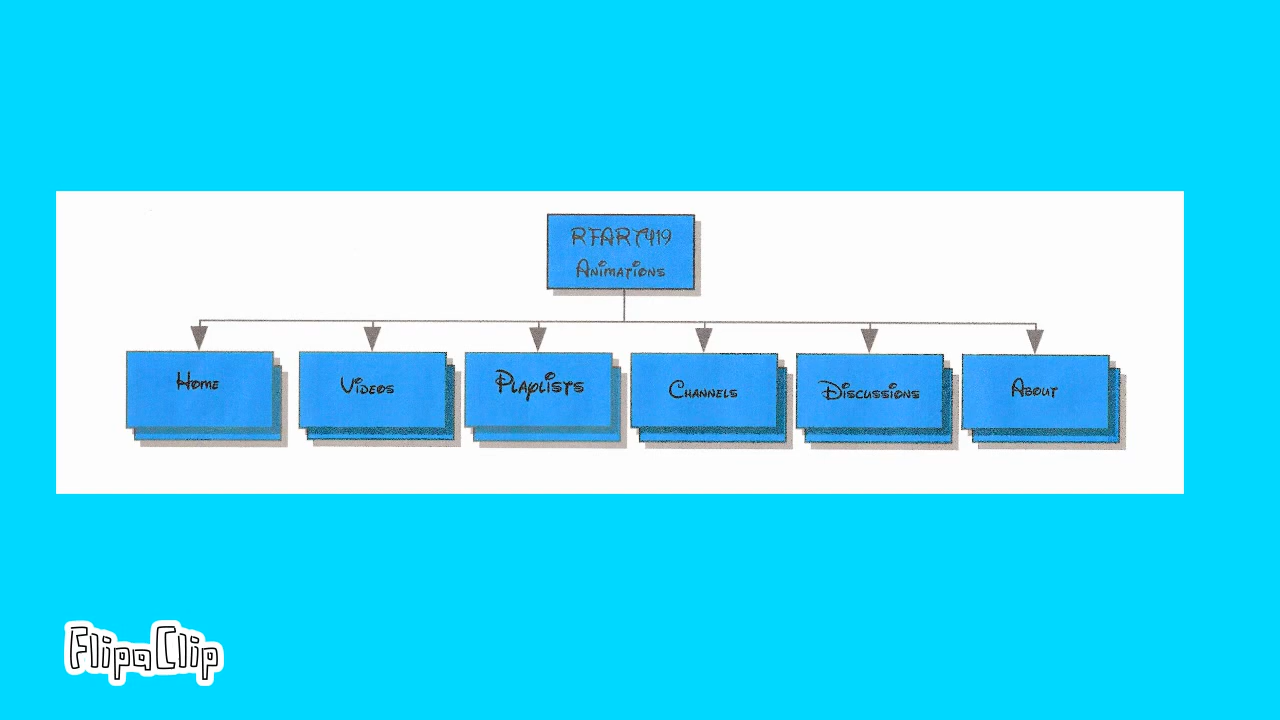 RFART419
Animations
Home
Videos
Playlists
Channels
Discussions
About
FlipaClip